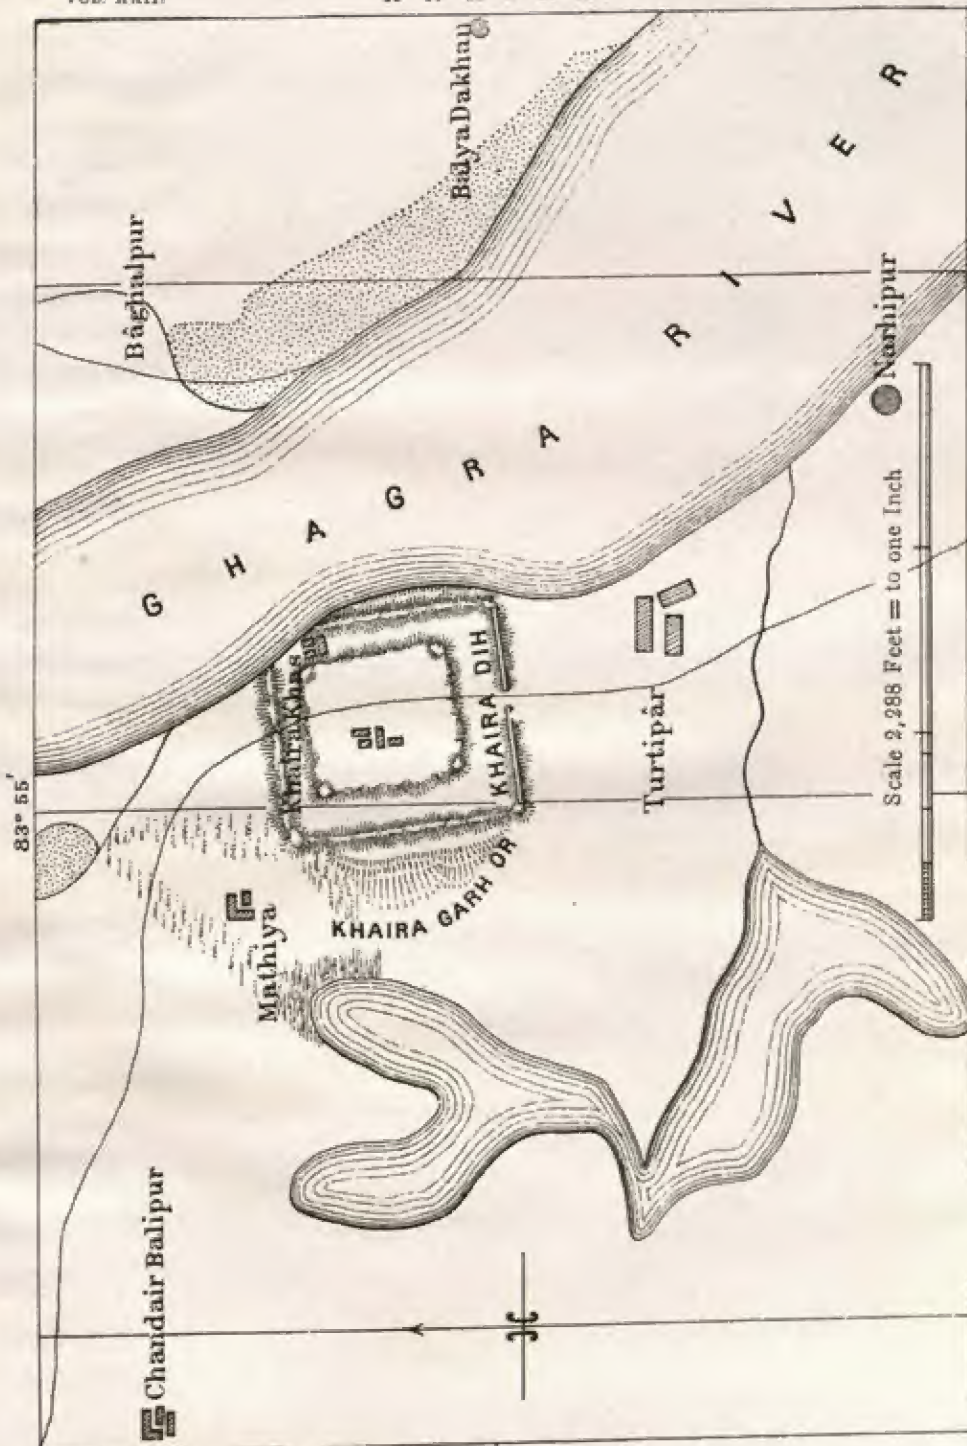 83° 55′
Bâlya Dakhau
Bâghalpur
GHAGRA RIVER
Narhipur
Khaira Khas
KHAIRA GARH OR
KHAIRA DIH
Turtipâr
Mathiya
Chandair Balipur
Scale 2,288 Feet = to one Inch